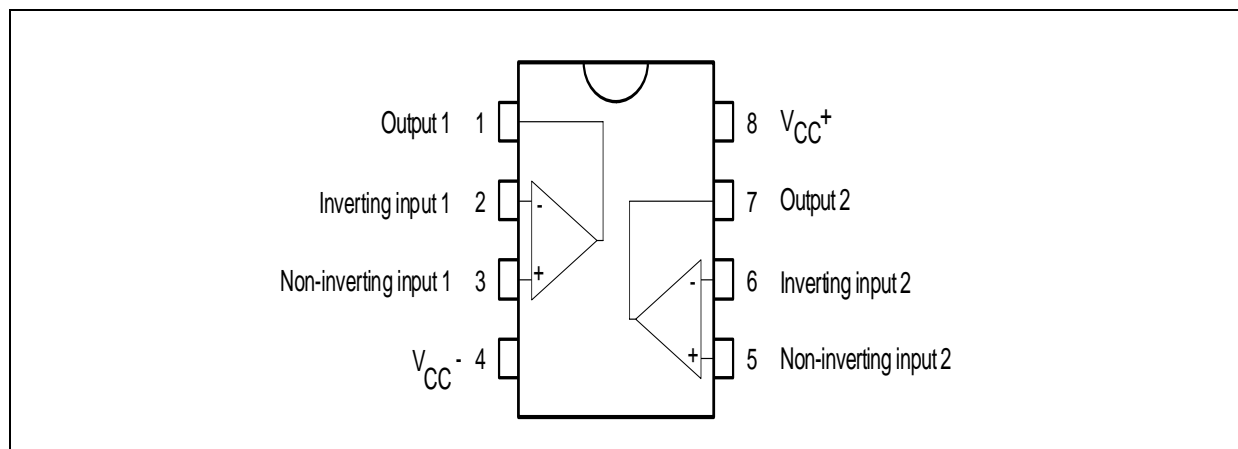 Output 1 1
Inverting input 1 2
-
Non-inverting input 1 3
+
VCC- 4
8 VCC+
7 Output 2
6 Inverting input 2
-
5 Non-inverting input 2
+